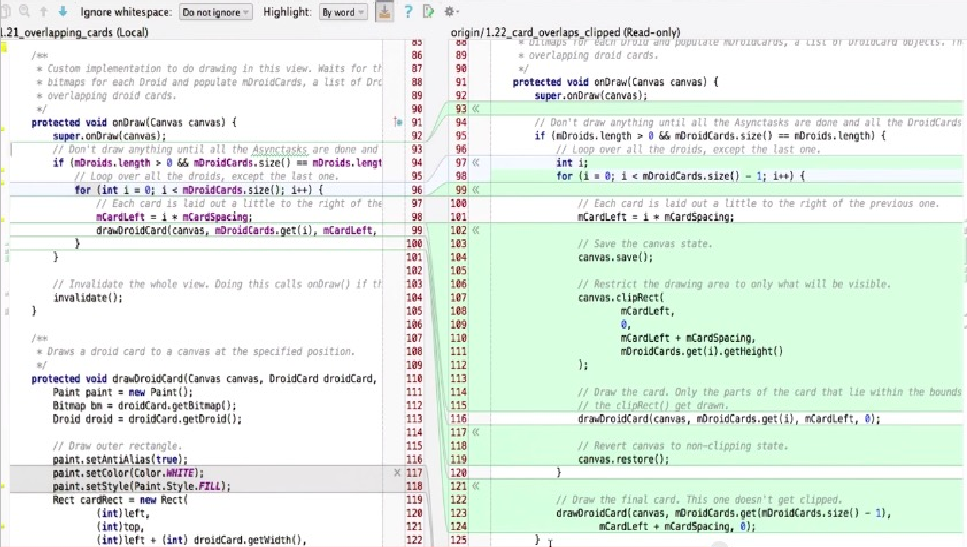 Ignore whitespace: Do not ignore Highlight: By word ?
1.21_overlapping_cards (Local)
origin/1.22_card_overlaps_clipped (Read-only)
/**
* Custom implementation to do drawing in this view. Waits for th
* bitmaps for each Droid and populate mDroidCards, a list of Drc
* overlapping droid cards.
*/
protected void onDraw(Canvas canvas) {
super.onDraw(canvas);
// Don't draw anything until all the Asynctasks are done and
if (mDroids.length > 0 && mDroidCards.size() == mDroids.lengt
// Loop over all the droids, except the last one.
for (int i = 0; i < mDroidCards.size(); i++) {
// Each card is laid out a little to the right of the
mCardLeft = i * mCardSpacing;
drawDroidCard(canvas, mDroidCards.get(i), mCardLeft,
}
}
// Invalidate the whole view. Doing this calls onDraw() if th
invalidate();
}
/**
* Draws a droid card to a canvas at the specified position.
*/
protected void drawDroidCard(Canvas canvas, DroidCard droidCard,
Paint paint = new Paint();
Bitmap bm = droidCard.getBitmap();
Droid droid = droidCard.getDroid();
// Draw outer rectangle.
paint.setAntiAlias(true);
paint.setColor(Color.WHITE);
paint.setStyle(Paint.Style.FILL);
Rect cardRect = new Rect(
(int)left,
(int)top,
(int)left + (int) droidCard.getWidth(),
85
86
87
88
89
90
91
92
93
94
95
96
97
98
99
100
101
102
103
104
105
106
107
108
109
110
111
112
113
114
115
116
117
118
119
120
121
122
88
89
90 * bitmaps for each Droid and populate mDroidCards, a list of DroidCard objects. Th
90 * overlapping droid cards.
90 */
91 protected void onDraw(Canvas canvas) {
92 super.onDraw(canvas);
93
94 // Don't draw anything until all the Asynctasks are done and all the DroidCards
95 if (mDroids.length > 0 && mDroidCards.size() == mDroids.length) {
96 // Loop over all the droids, except the last one.
97 int i;
98 for (i = 0; i < mDroidCards.size() - 1; i++) {
99
100 // Each card is laid out a little to the right of the previous one.
101 mCardLeft = i * mCardSpacing;
102
103 // Save the canvas state.
104 canvas.save();
105
106 // Restrict the drawing area to only what will be visible.
107 canvas.clipRect(
108 mCardLeft,
109 0,
110 mCardLeft + mCardSpacing,
111 mDroidCards.get(i).getHeight()
112 );
113
114 // Draw the card. Only the parts of the card that lie within the bounds
115 // the clipRect() get drawn.
116 drawDroidCard(canvas, mDroidCards.get(i), mCardLeft, 0);
117
118 // Revert canvas to non-clipping state.
119 canvas.restore();
120 }
121
122 // Draw the final card. This one doesn't get clipped.
123 drawDroidCard(canvas, mDroidCards.get(mDroidCards.size() - 1),
124 mCardLeft + mCardSpacing, 0);
125 }